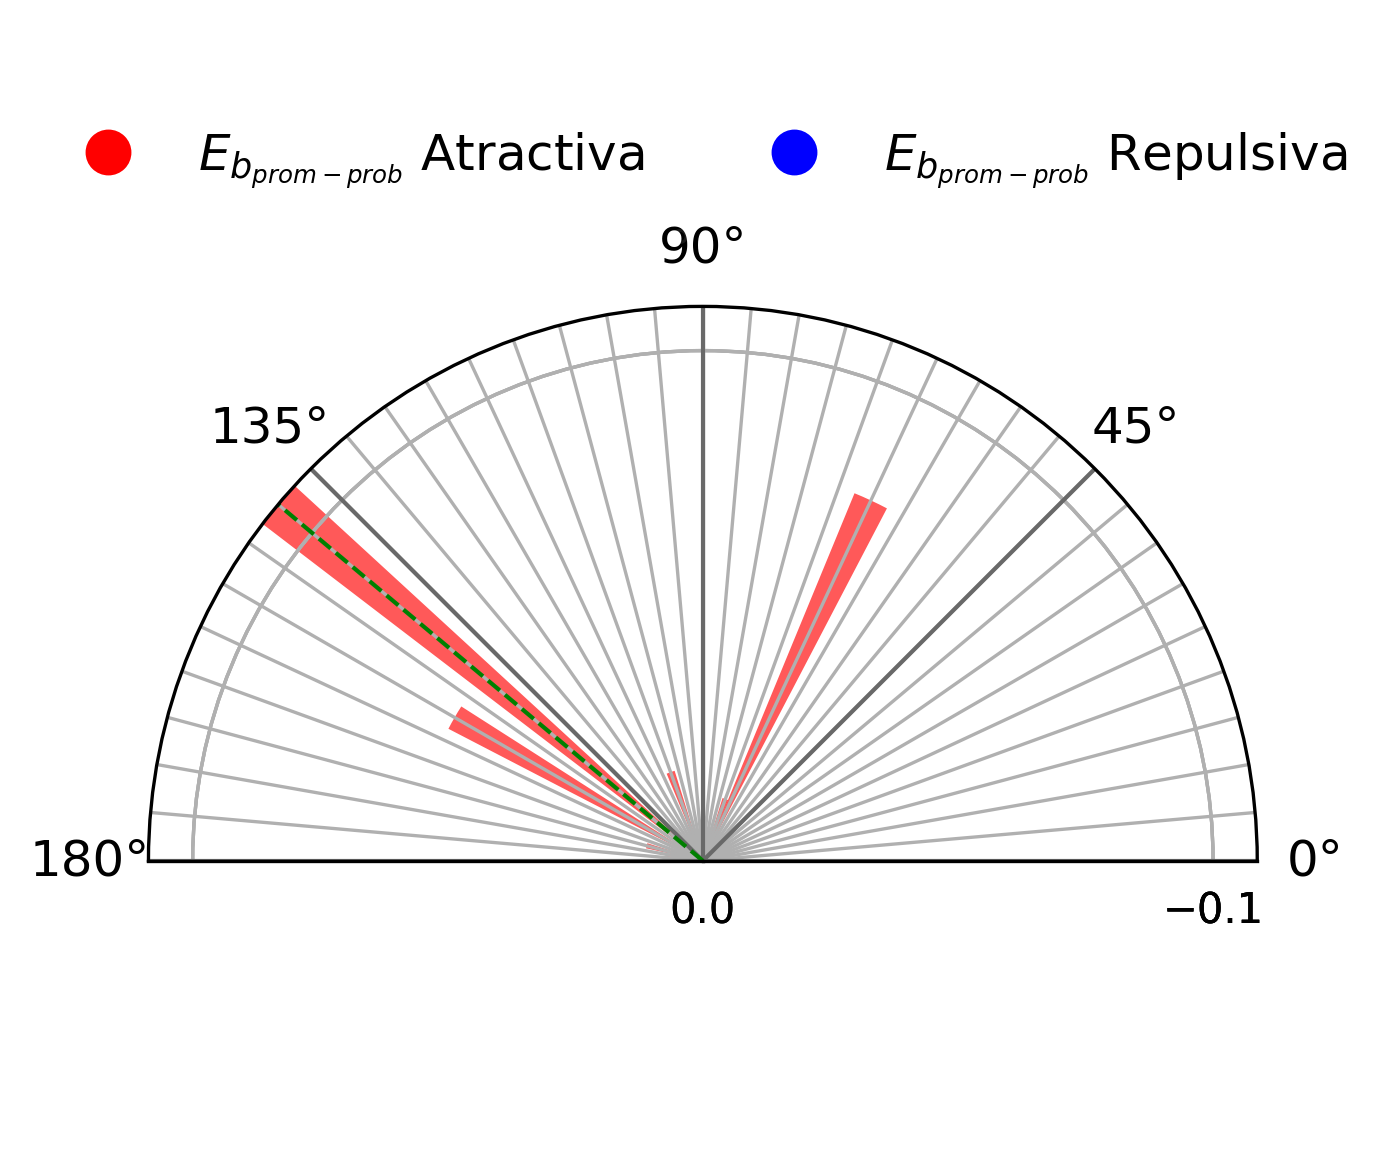 E_{b_{prom-prob}} Atractiva E_{b_{prom-prob}} Repulsiva
90°
135° 45°
180° 0°
0.0 −0.1